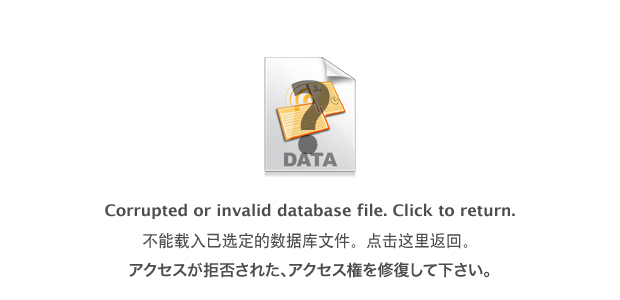 DATA
Corrupted or invalid database file. Click to return.
不能载入已选定的数据库文件。点击这里返回。
アクセスが拒否された、アクセス権を修復して下さい。